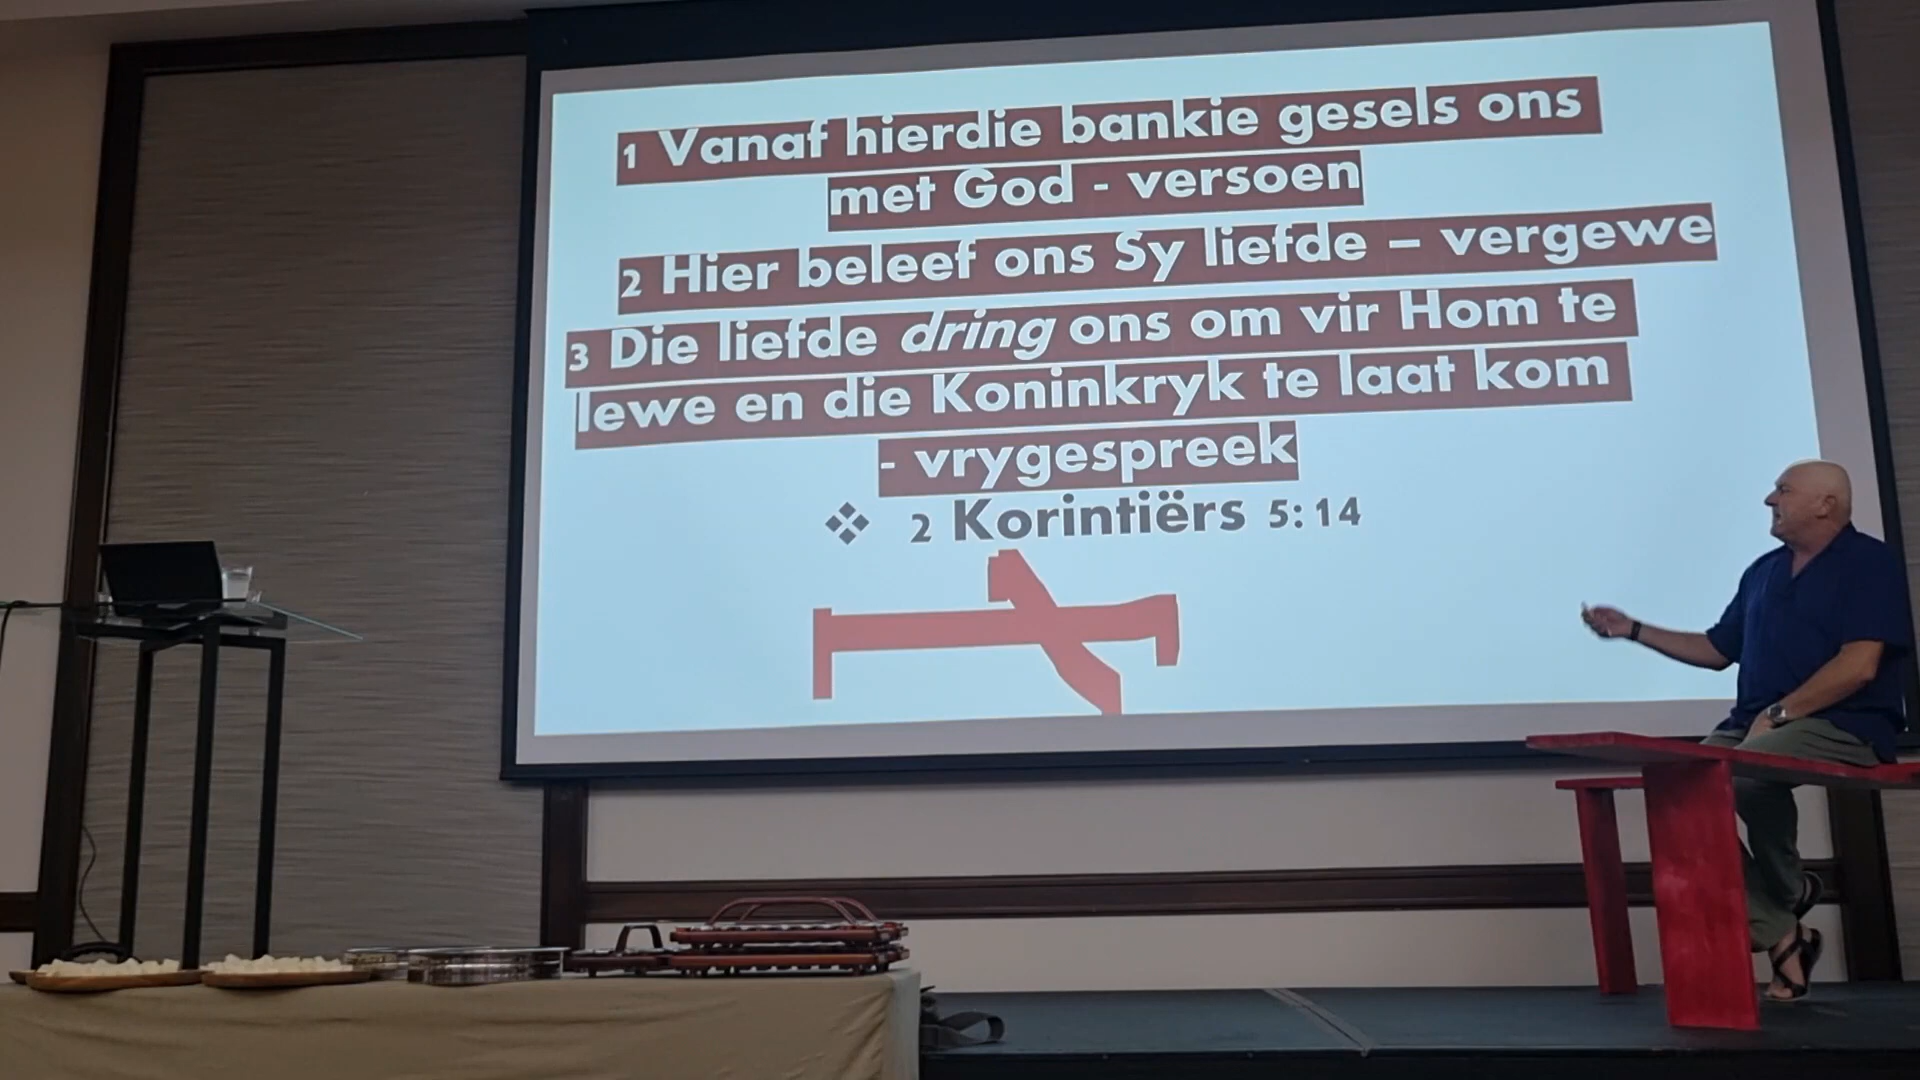 1 Vanaf hierdie bankie gesels ons
met God - versoen
2 Hier beleef ons Sy liefde – vergewe
3 Die liefde dring ons om vir Hom te
lewe en die Koninkryk te laat kom
- vrygespreek
❖ 2 Korintiërs 5:14